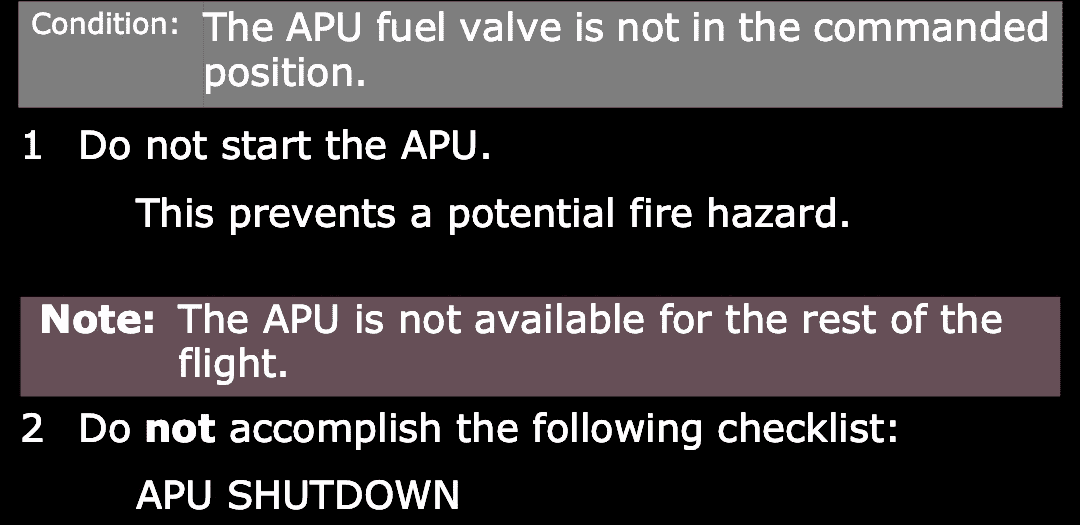 Condition: The APU fuel valve is not in the commanded
position.
1 Do not start the APU.
This prevents a potential fire hazard.
Note: The APU is not available for the rest of the
flight.
2 Do not accomplish the following checklist:
APU SHUTDOWN